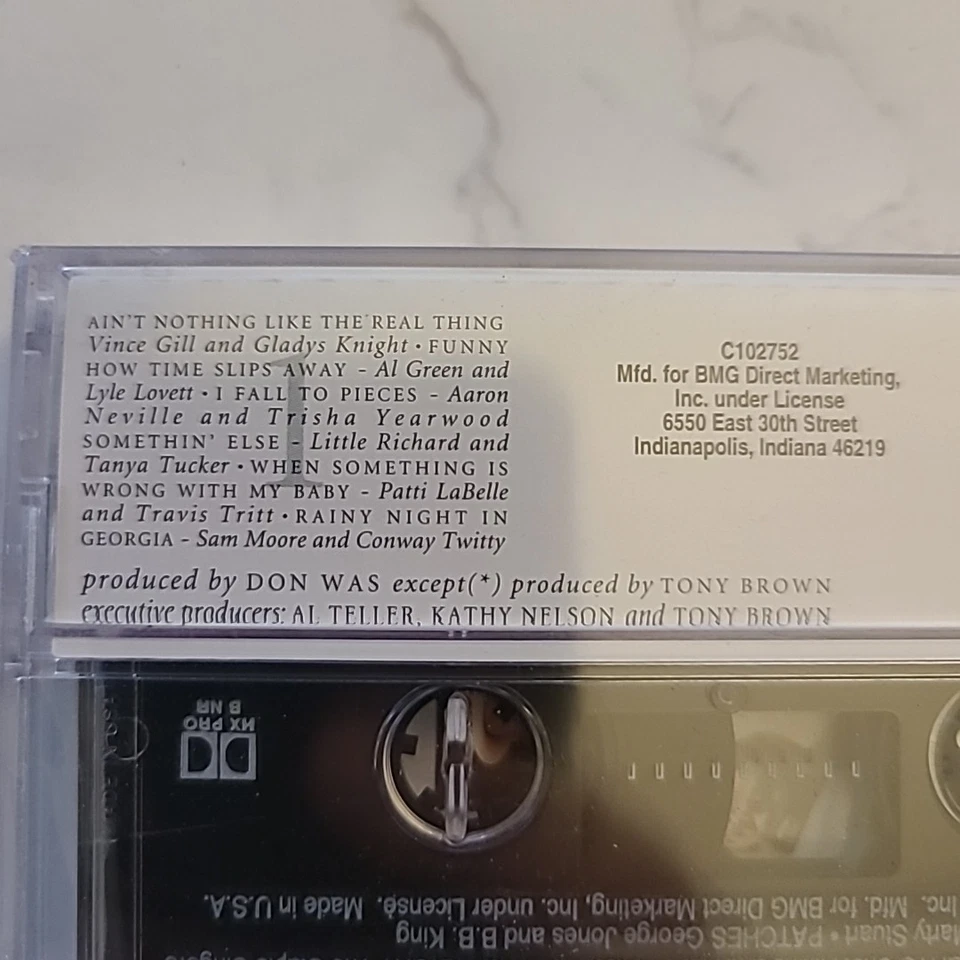 AIN'T NOTHING LIKE THE REAL THING
Vince Gill and Gladys Knight • FUNNY
HOW TIME SLIPS AWAY – Al Green and
Lyle Lovett • I FALL TO PIECES – Aaron
Neville and Trisha Yearwood
SOMETHIN' ELSE – Little Richard and
Tanya Tucker • WHEN SOMETHING IS
WRONG WITH MY BABY – Patti LaBelle
and Travis Tritt • RAINY NIGHT IN
GEORGIA – Sam Moore and Conway Twitty
1
produced by DON WAS except(*) produced by TONY BROWN
executive producers: AL TELLER, KATHY NELSON and TONY BROWN
C102752
Mfd. for BMG Direct Marketing,
Inc. under License
6550 East 30th Street
Indianapolis, Indiana 46219
Marty Stuart • PATCHES George Jones and B.B. King
Inc. Mfd. for BMG Direct Marketing, Inc. under License. Made in U.S.A.
HX PRO
B NR